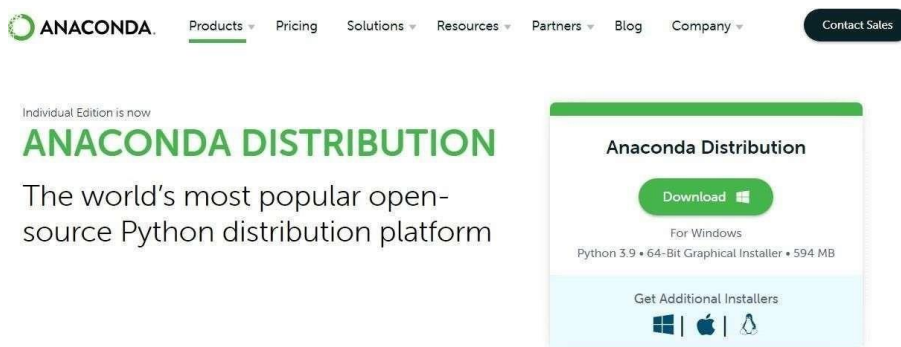 ANACONDA.
Products Pricing Solutions Resources Partners Blog Company Contact Sales
Individual Edition is now
ANACONDA DISTRIBUTION
The world's most popular open-
source Python distribution platform
Anaconda Distribution
Download
For Windows
Python 3.9 • 64-Bit Graphical Installer • 594 MB
Get Additional Installers